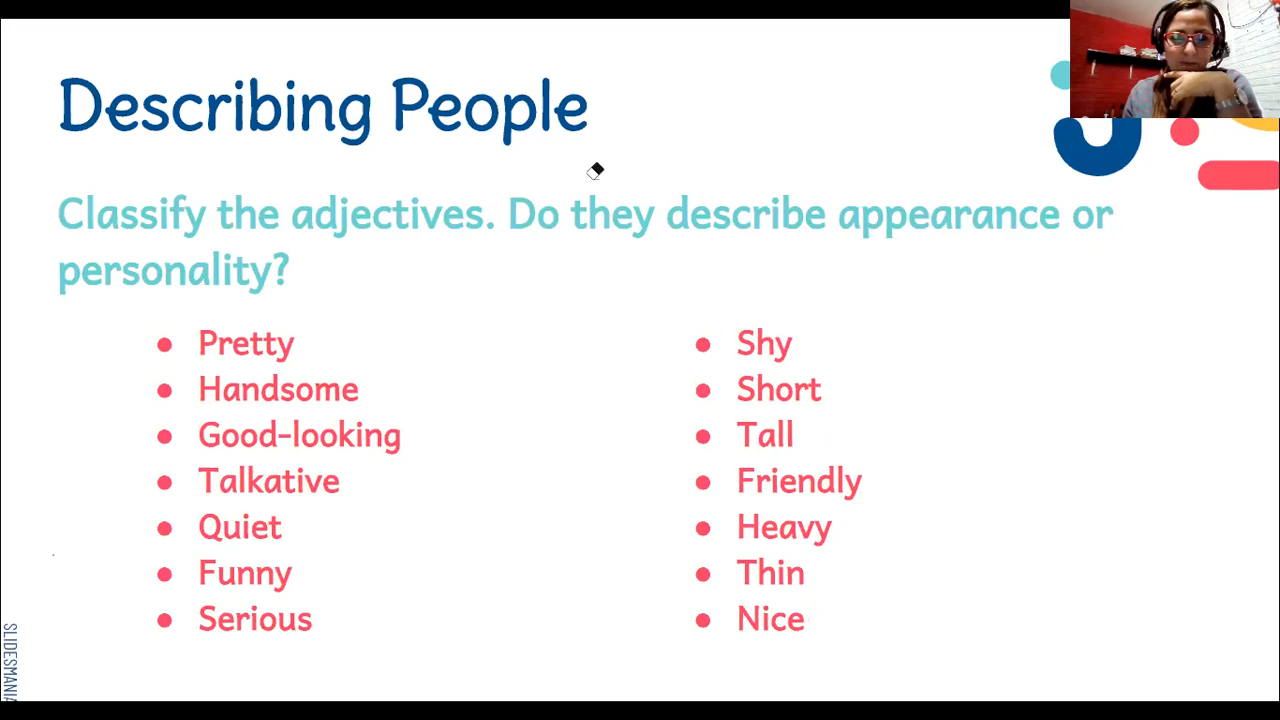 Describing People
Classify the adjectives. Do they describe appearance or
personality?
Pretty
Handsome
Good-looking
Talkative
Quiet
Funny
Serious
Shy
Short
Tall
Friendly
Heavy
Thin
Nice